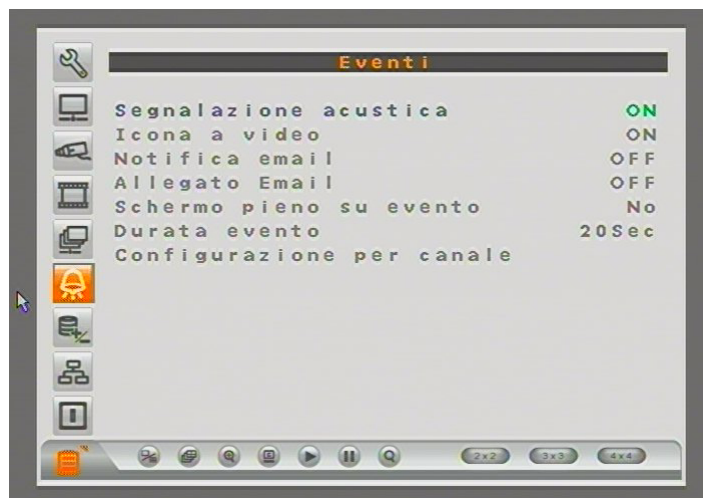 Eventi
Segnalazione acustica ON
Icona a video ON
Notifica email OFF
Allegato Email OFF
Schermo pieno su evento No
Durata evento 20Sec
Configurazione per canale
2x2 3x3 4x4